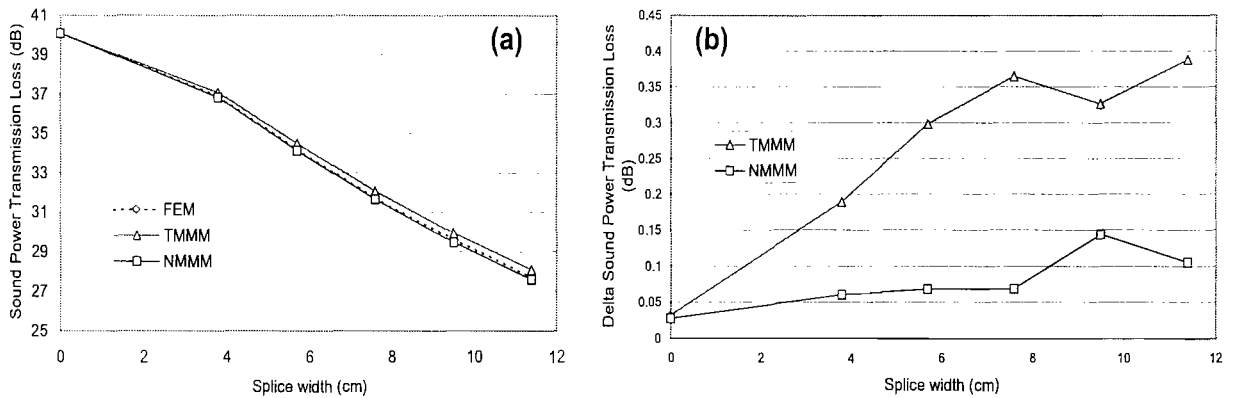 (a)
Sound Power Transmission Loss (dB)
41
39
37
35
33
31
29
27
25
FEM
TMMM
NMMM
0
2
4
6
8
10
12
Splice width (cm)
(b)
Delta Sound Power Transmission Loss
(dB)
0.45
0.4
0.35
0.3
0.25
0.2
0.15
0.1
0.05
0
TMMM
NMMM
0
2
4
6
8
10
12
Splice width (cm)